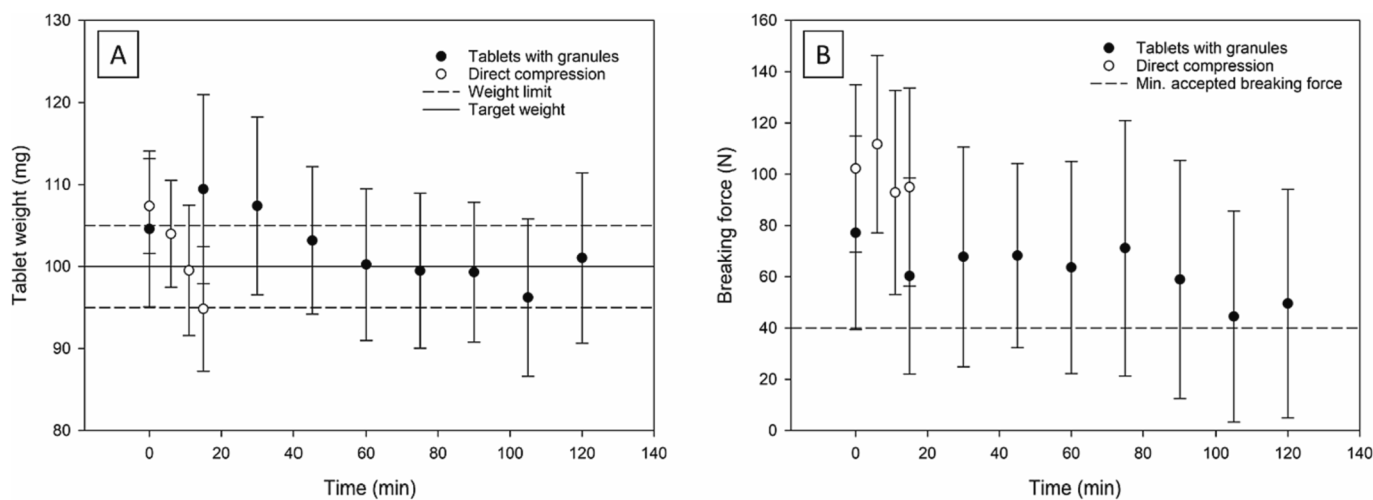 A
Tablets with granules
Direct compression
Weight limit
Target weight
130
120
110
100
90
80
Tablet weight (mg)
0 20 40 60 80 100 120 140
Time (min)
B
Tablets with granules
Direct compression
Min. accepted breaking force
160
140
120
100
80
60
40
20
0
Breaking force (N)
0 20 40 60 80 100 120 140
Time (min)